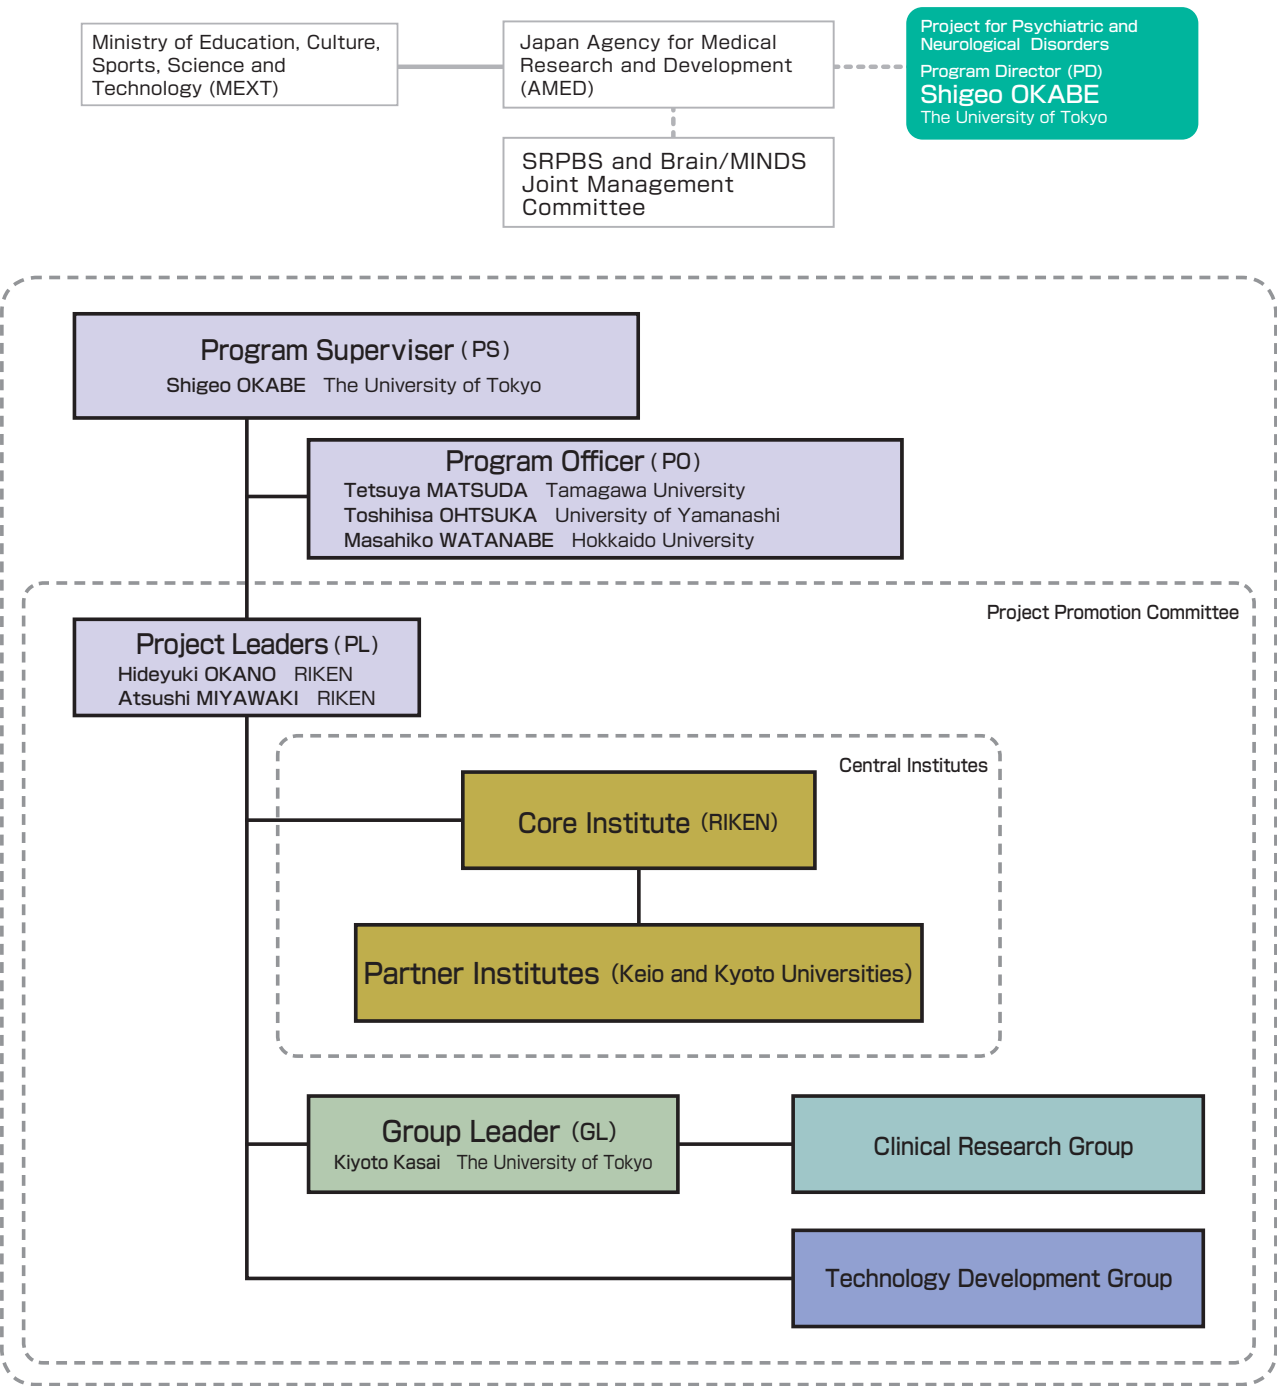 Ministry of Education, Culture,
Sports, Science and
Technology (MEXT)
Japan Agency for Medical
Research and Development
(AMED)
Project for Psychiatric and
Neurological Disorders
Program Director (PD)
Shigeo OKABE
The University of Tokyo
SRPBS and Brain/MINDS
Joint Management
Committee
Program Superviser (PS)
Shigeo OKABE The University of Tokyo
Program Officer (PO)
Tetsuya MATSUDA Tamagawa University
Toshihisa OHTSUKA University of Yamanashi
Masahiko WATANABE Hokkaido University
Project Promotion Committee
Project Leaders (PL)
Hideyuki OKANO RIKEN
Atsushi MIYAWAKI RIKEN
Central Institutes
Core Institute (RIKEN)
Partner Institutes (Keio and Kyoto Universities)
Group Leader (GL)
Kiyoto Kasai The University of Tokyo
Clinical Research Group
Technology Development Group